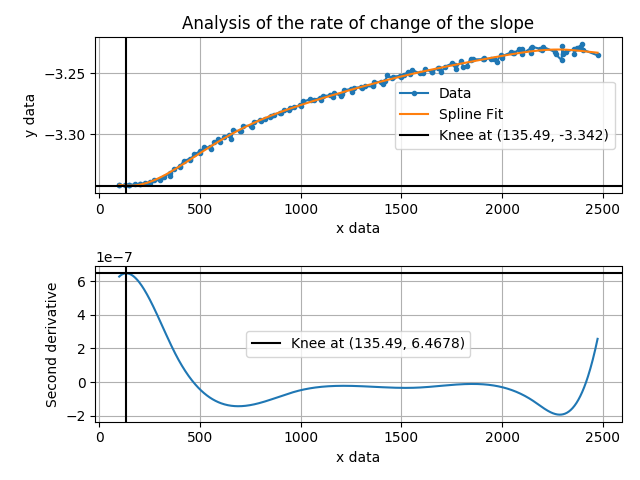 Analysis of the rate of change of the slope
y data
−3.25
−3.30
Data
Spline Fit
Knee at (135.49, -3.342)
0 500 1000 1500 2000 2500
x data
1e−7
Second derivative
6
4
2
0
−2
Knee at (135.49, 6.4678)
0 500 1000 1500 2000 2500
x data